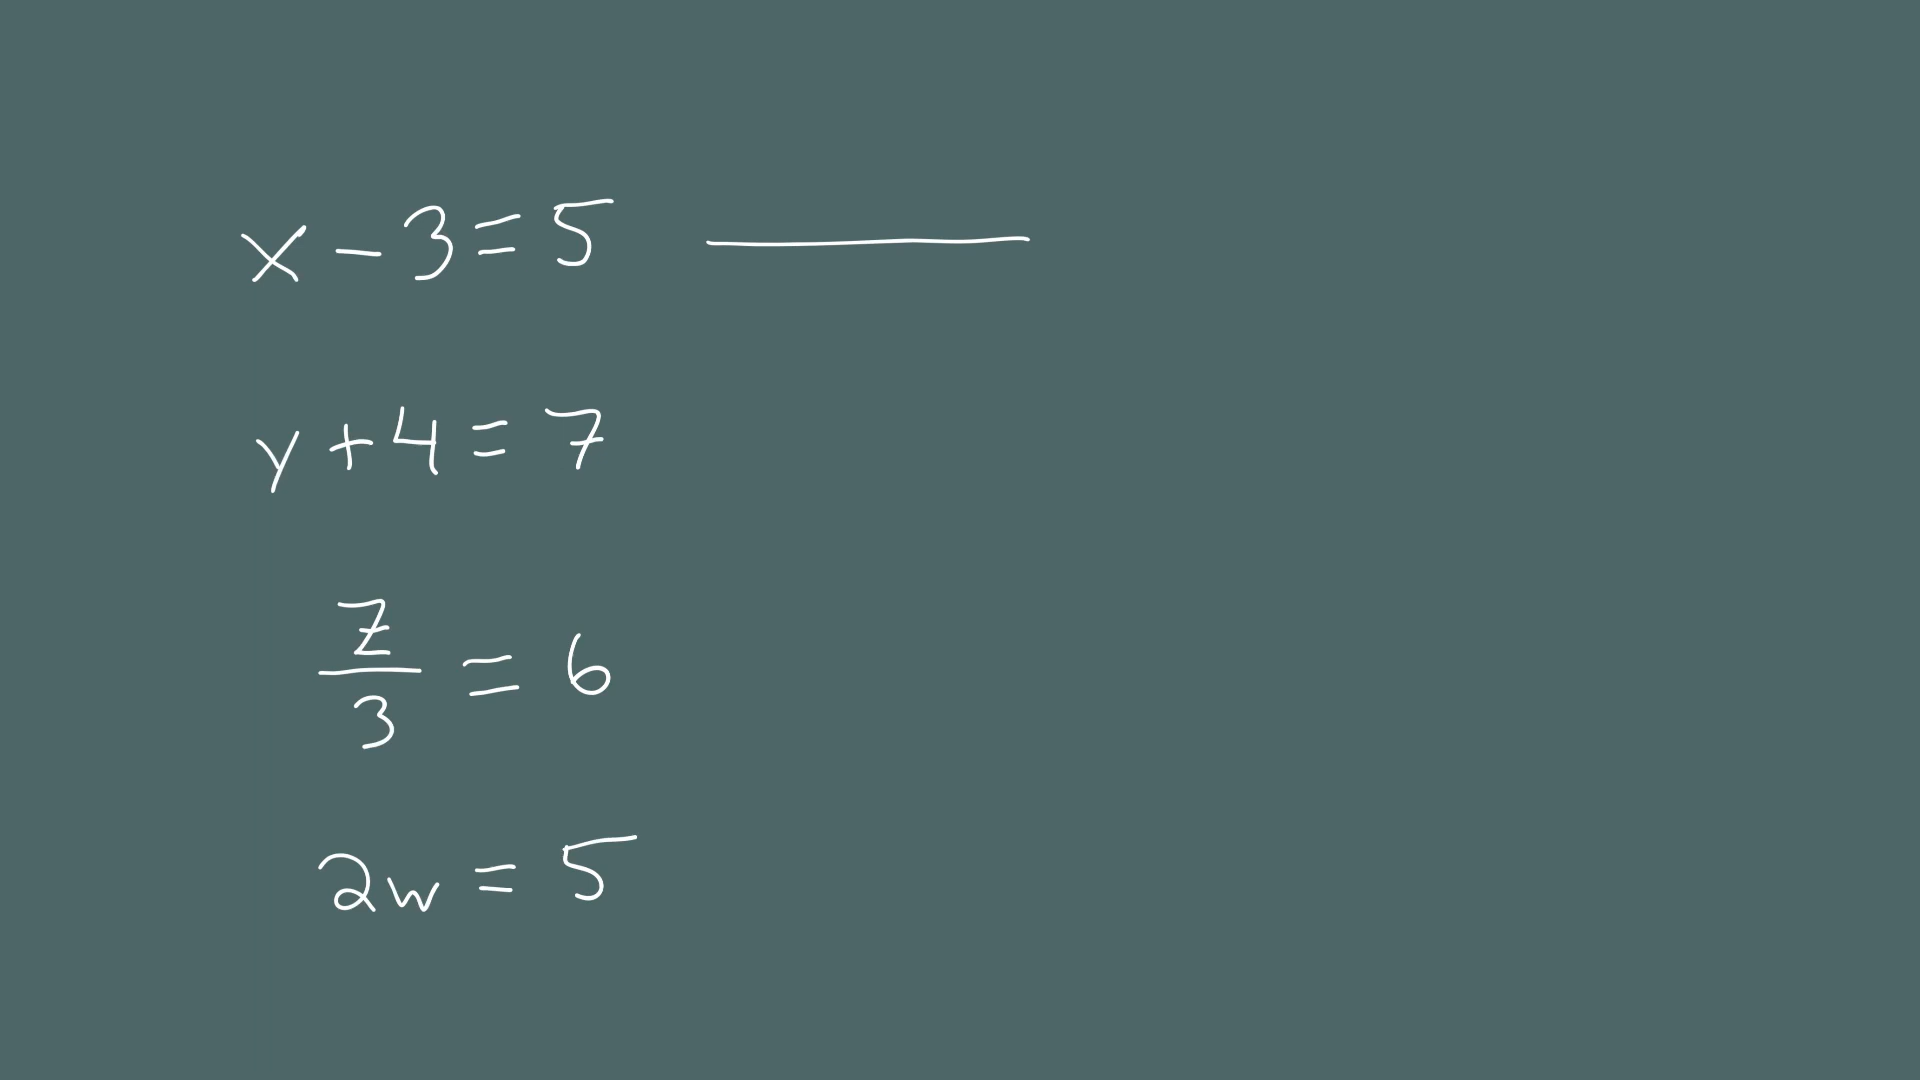 x - 3 = 5
y + 4 = 7
z/3 = 6
2w = 5